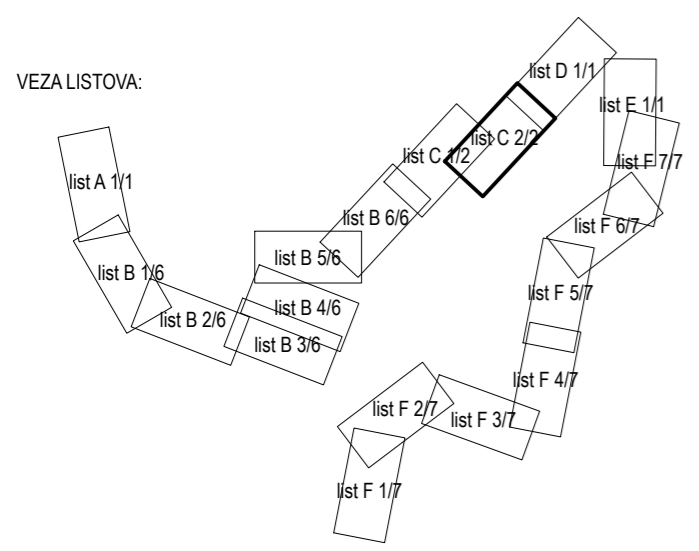 VEZA LISTOVA:
list A 1/1
list B 1/6
list B 2/6
list B 3/6
list B 4/6
list B 5/6
list B 6/6
list C 1/2
list C 2/2
list D 1/1
list E 1/1
list F 7/7
list F 6/7
list F 5/7
list F 4/7
list F 3/7
list F 2/7
list F 1/7